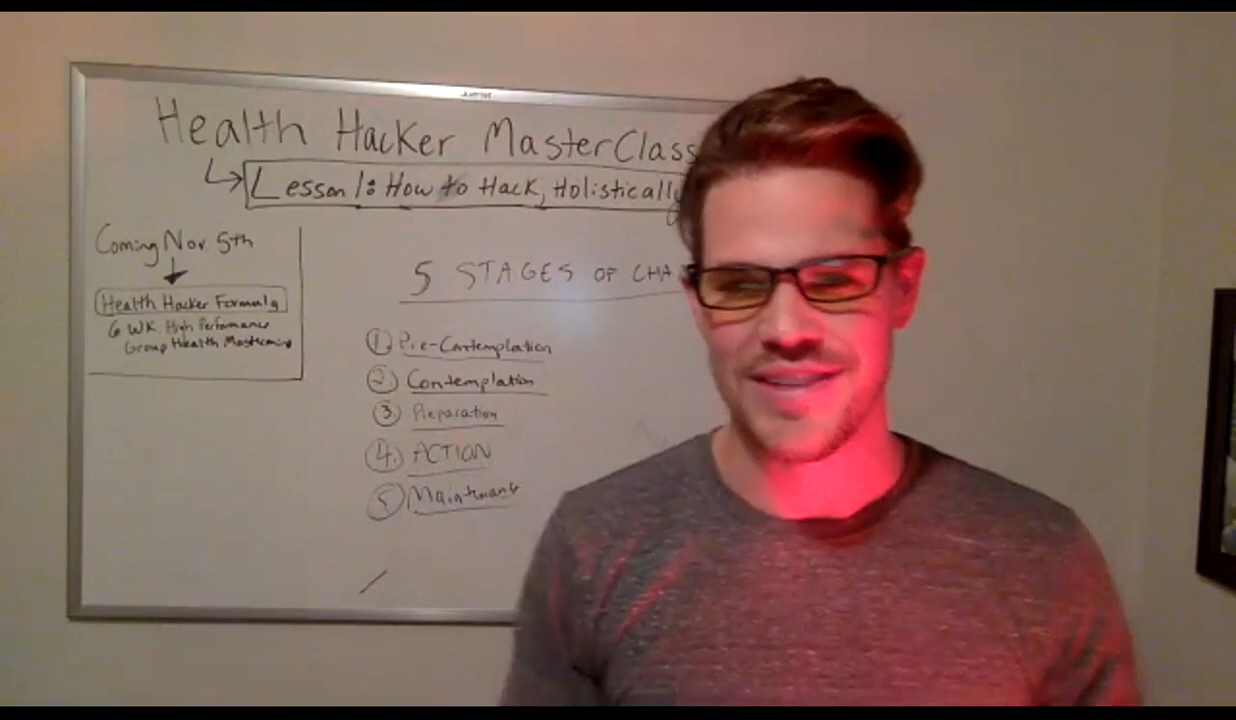 Health Hacker MasterClass
Lesson 1: How to Hack, Holistically
Coming Nov 5th
Health Hacker Formula
6 WK High Performance
Group Health Mastermind
5 STAGES OF CHA
1. Pre-Contemplation
2. Contemplation
3. Preparation
4. ACTION
5 Maintenanc